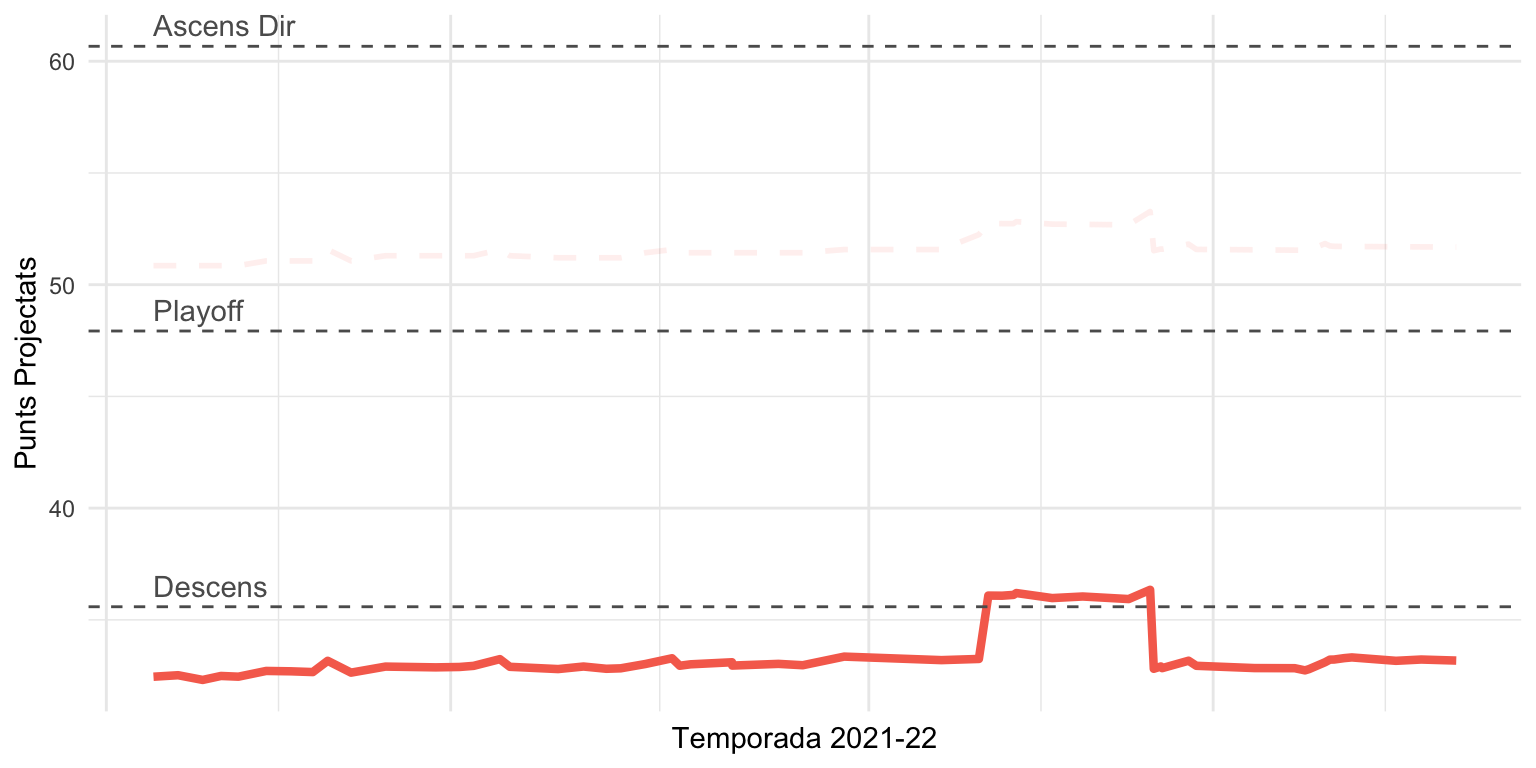 Ascens Dir
60
50
Playoff
Punts Projectats
40
Descens
Temporada 2021-22